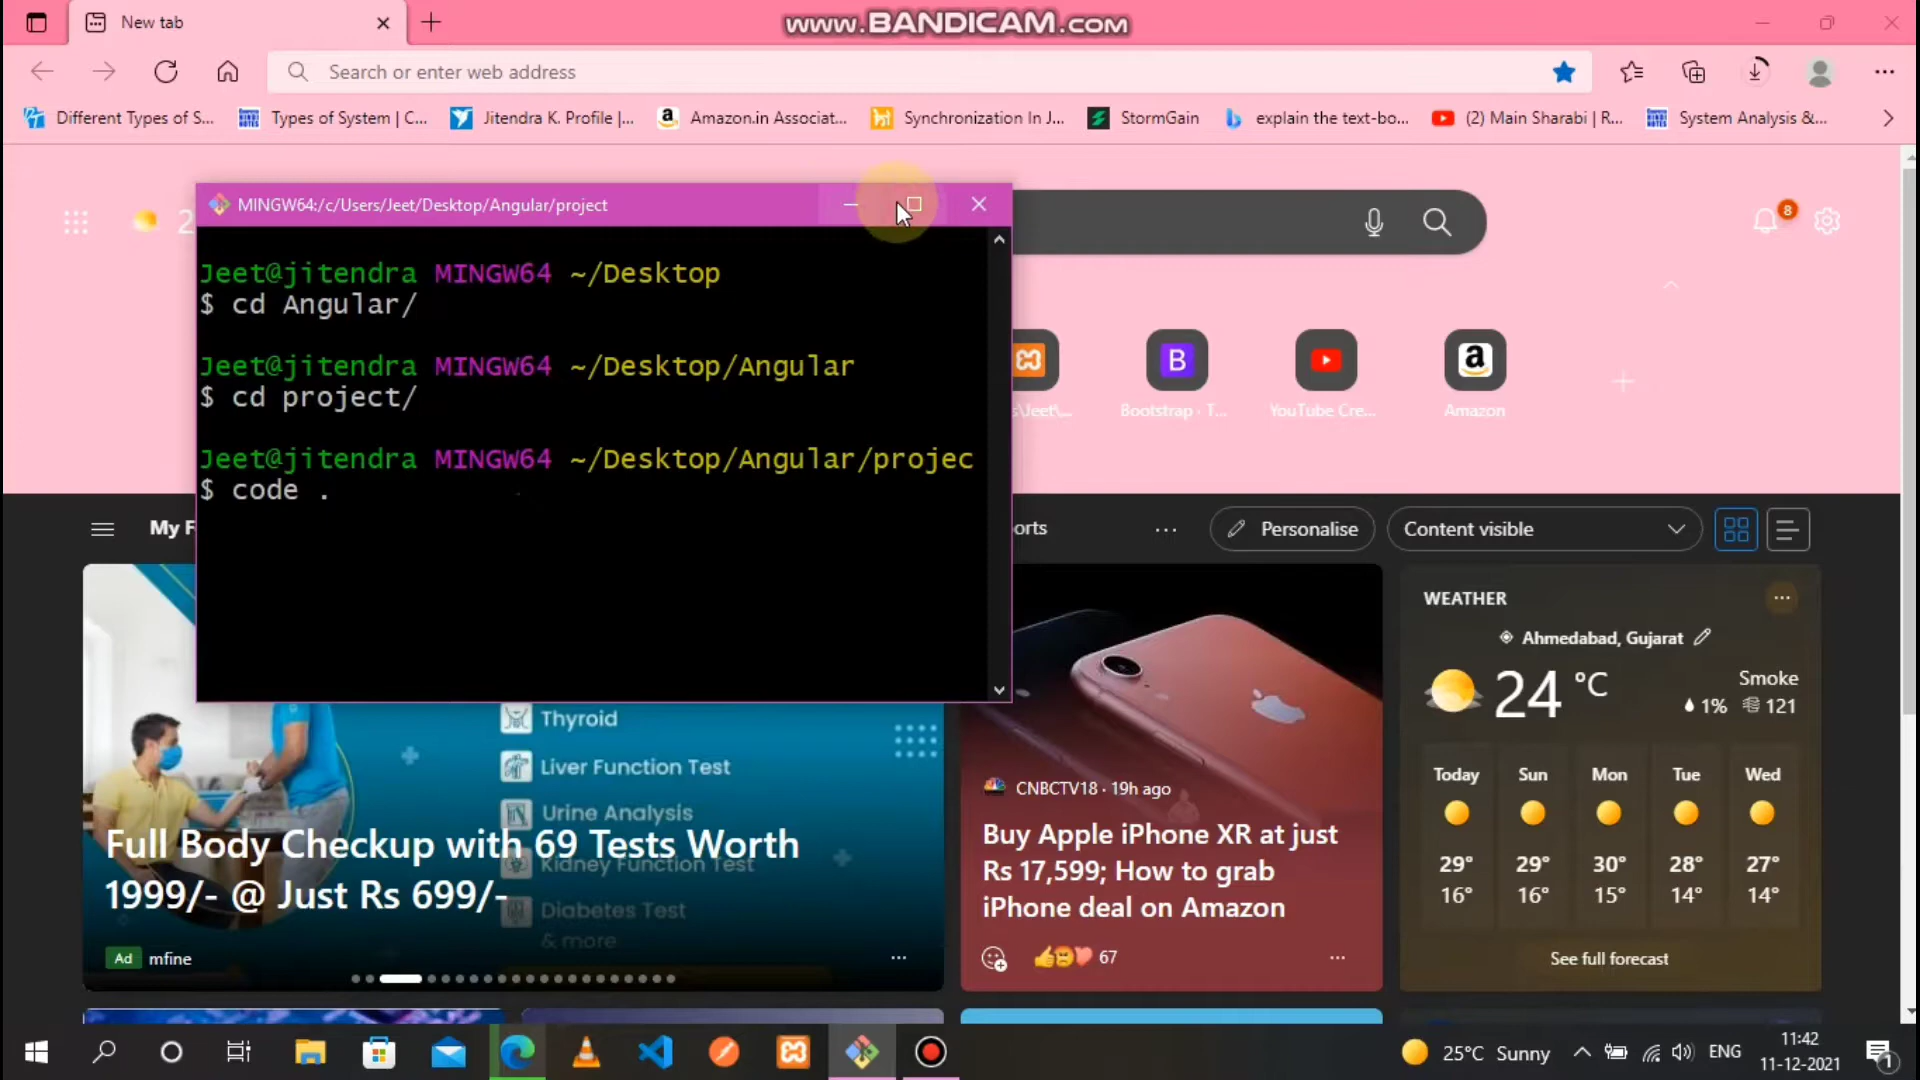 New tab
www.BANDICAM.com
Search or enter web address
Different Types of S...
Types of System | C...
Jitendra K. Profile |...
Amazon.in Associat...
Synchronization In J...
StormGain
explain the text-bo...
(2) Main Sharabi | R...
System Analysis &...
2
8
MINGW64:/c/Users/Jeet/Desktop/Angular/project
Jeet@jitendra MINGW64 ~/Desktop
$ cd Angular/
Jeet@jitendra MINGW64 ~/Desktop/Angular
$ cd project/
Jeet@jitendra MINGW64 ~/Desktop/Angular/projec
$ code .
s\Jeet\...
Bootstrap · T...
YouTube Cre...
Amazon
My F
orts
Personalise
Content visible
Thyroid
Liver Function Test
Urine Analysis
Kidney Function Test
Diabetes Test
& more
Full Body Checkup with 69 Tests Worth
1999/- @ Just Rs 699/-
Ad mfine
CNBCTV18 · 19h ago
Buy Apple iPhone XR at just
Rs 17,599; How to grab
iPhone deal on Amazon
67
WEATHER
Ahmedabad, Gujarat
24 °C
Smoke
1% 121
Today Sun Mon Tue Wed
29° 29° 30° 28° 27°
16° 16° 15° 14° 14°
See full forecast
25°C Sunny
ENG
11:42
11-12-2021
1